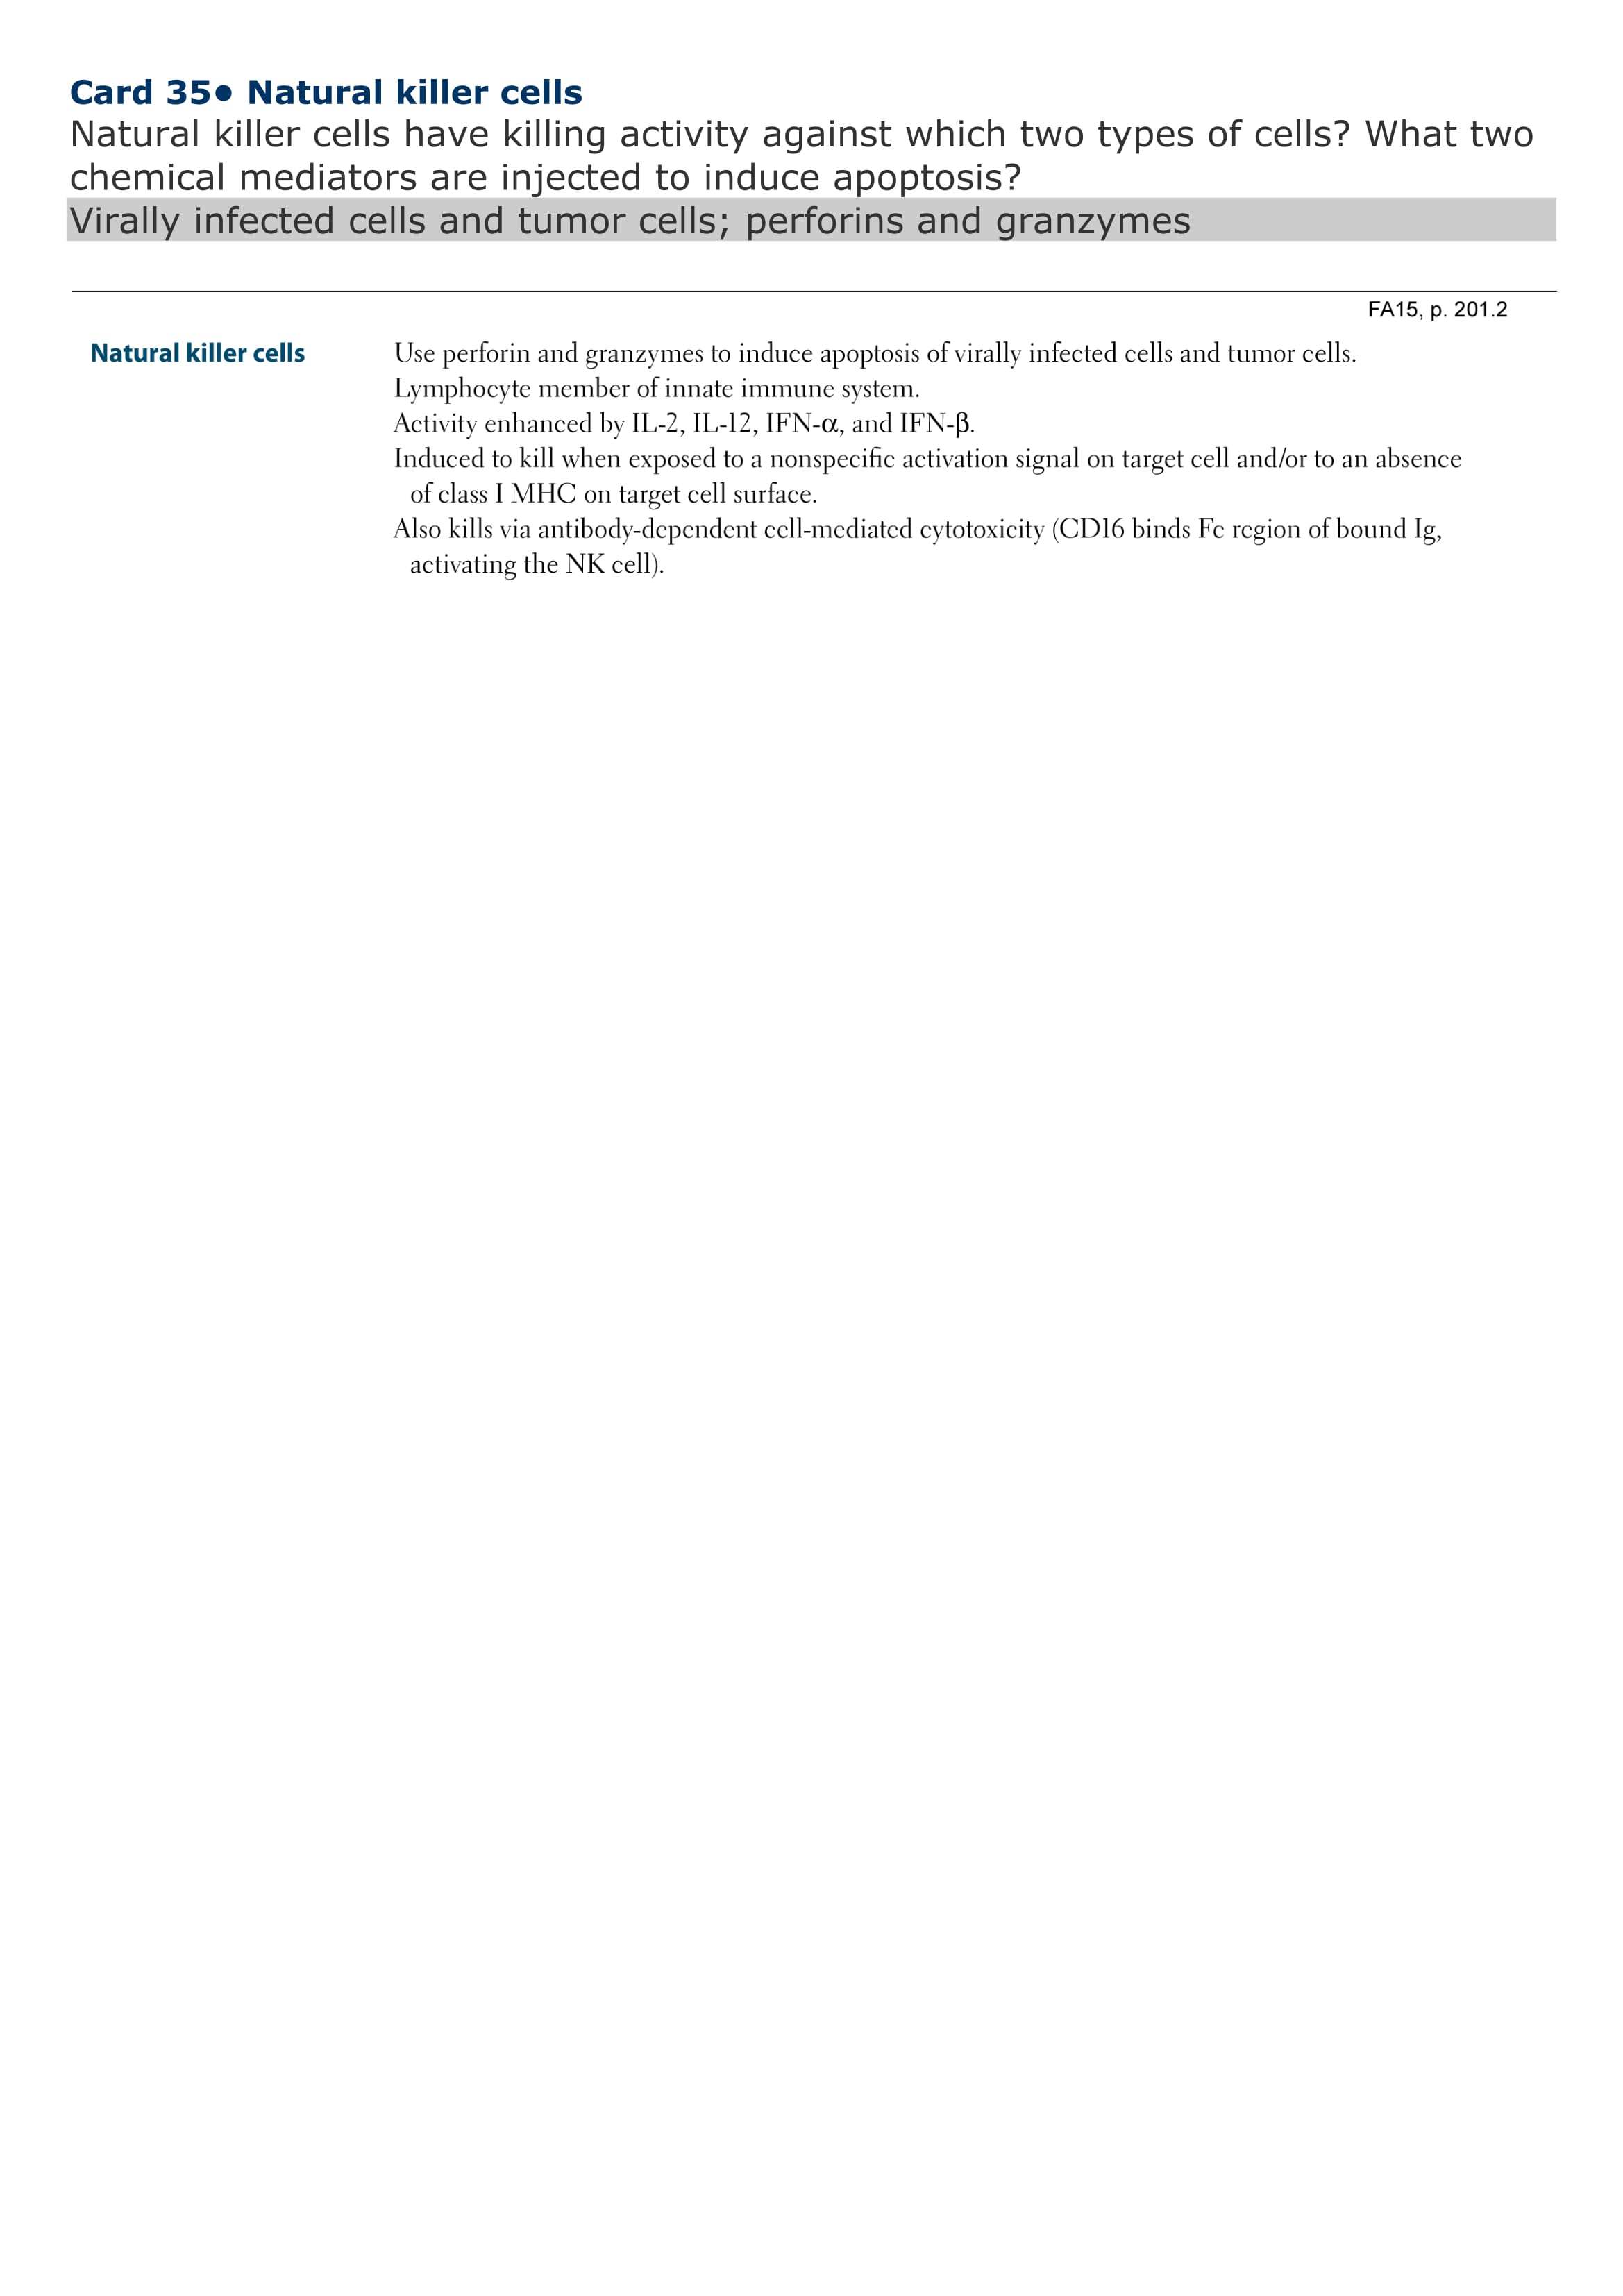 Card 35● Natural killer cells
Natural killer cells have killing activity against which two types of cells? What two
chemical mediators are injected to induce apoptosis?
Virally infected cells and tumor cells; perforins and granzymes
FA15, p. 201.2
Natural killer cells
Use perforin and granzymes to induce apoptosis of virally infected cells and tumor cells.
Lymphocyte member of innate immune system.
Activity enhanced by IL-2, IL-12, IFN-α, and IFN-β.
Induced to kill when exposed to a nonspecific activation signal on target cell and/or to an absence
of class I MHC on target cell surface.
Also kills via antibody-dependent cell-mediated cytotoxicity (CD16 binds Fc region of bound Ig,
activating the NK cell).